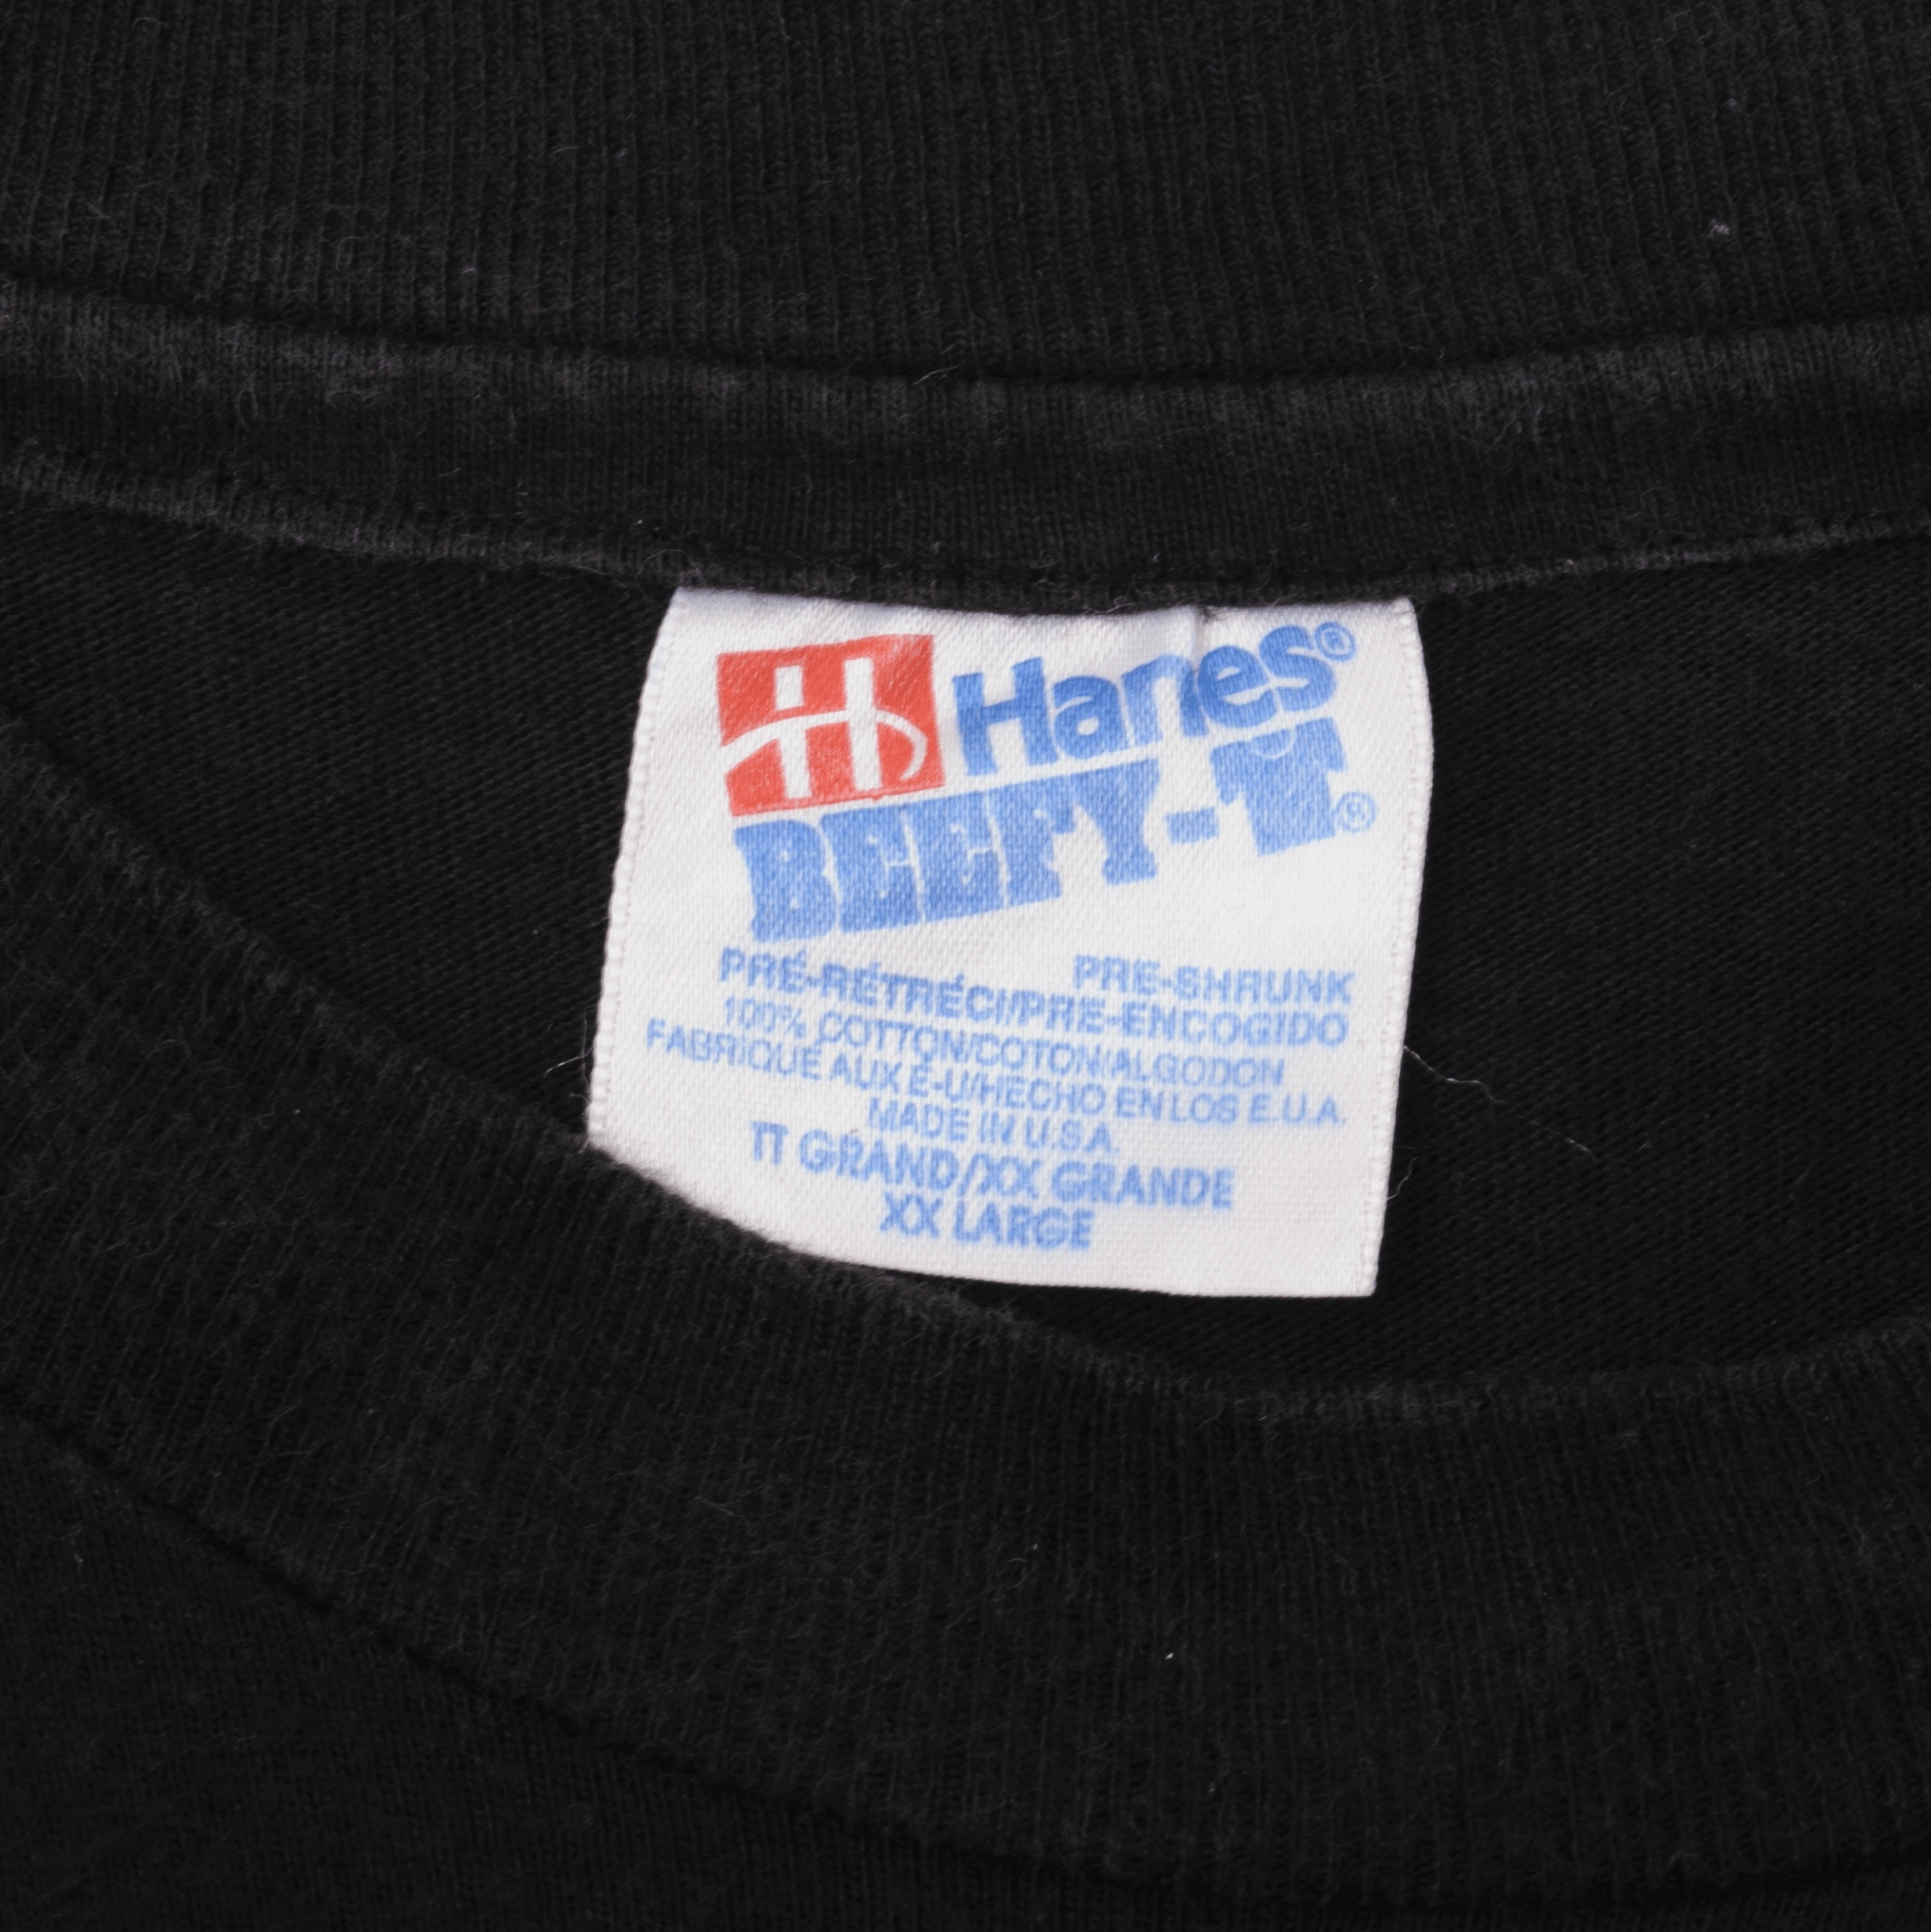 H Hanes®
BEEFY-T®
PRE-SHRUNK
PRÉ-RÉTRÉCI/PRE-ENCOGIDO
100% COTTON/COTON/ALGODON
FABRIQUÉ AUX É-U/HECHO EN LOS E.U.A.
MADE IN U.S.A.
TT GRAND/XX GRANDE
XX LARGE